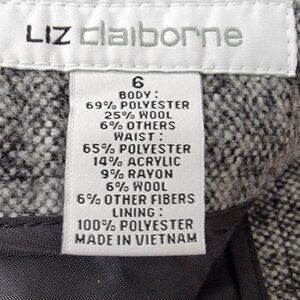 LIZ claiborne
6
BODY:
69% POLYESTER
25% WOOL
6% OTHERS
WAIST:
65% POLYESTER
14% ACRYLIC
9% RAYON
6% WOOL
6% OTHER FIBERS
LINING:
100% POLYESTER
MADE IN VIETNAM